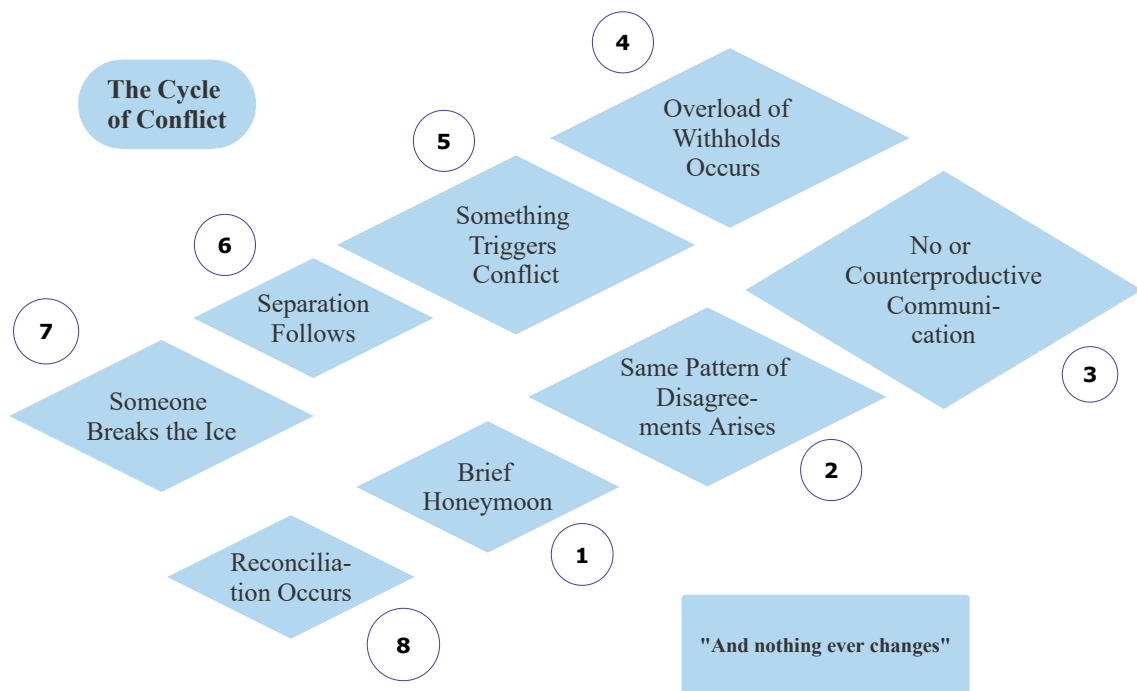 The Cycle
of Conflict
1
Brief
Honeymoon
2
Same Pattern of
Disagree-
ments Arises
3
No or
Counterproductive
Communi-
cation
4
Overload of
Withholds
Occurs
5
Something
Triggers
Conflict
6
Separation
Follows
7
Someone
Breaks the Ice
8
Reconcilia-
tion Occurs
"And nothing ever changes"